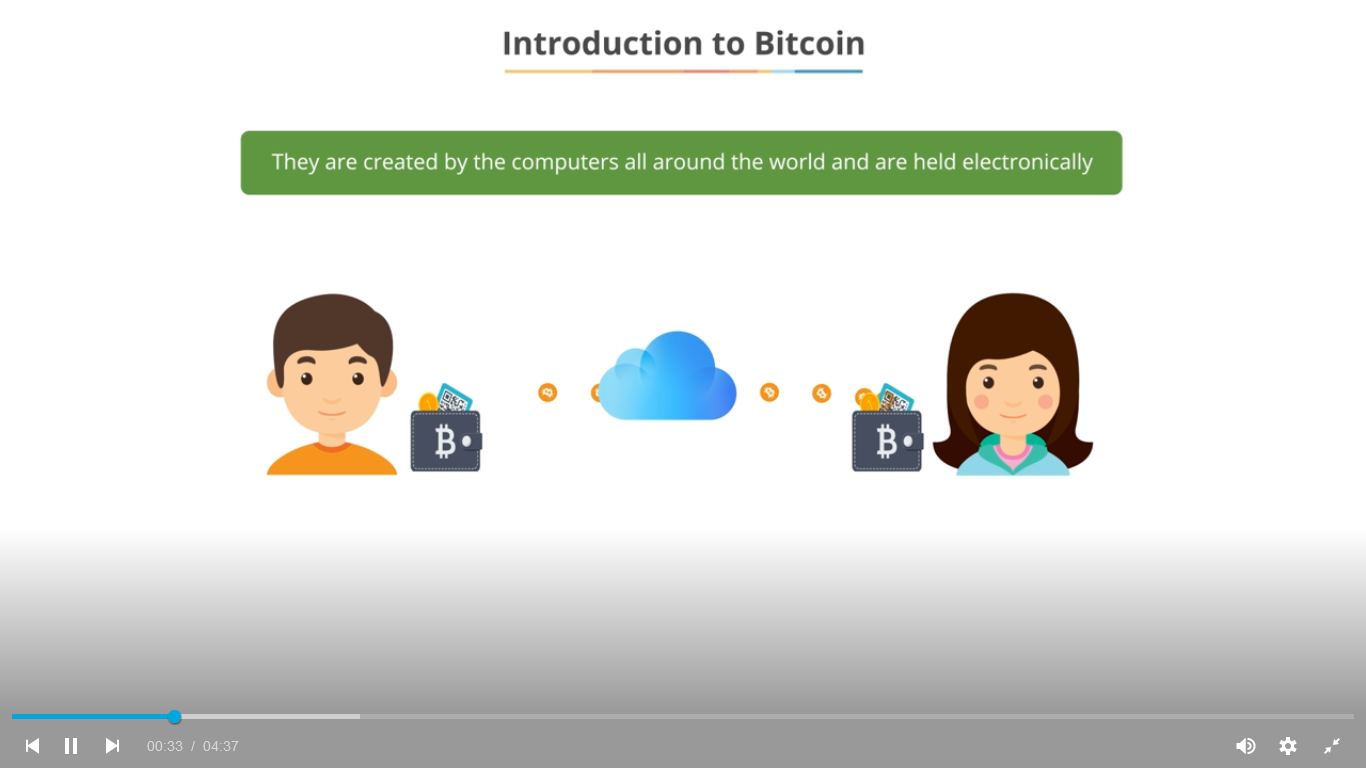 Introduction to Bitcoin
They are created by the computers all around the world and are held electronically
00:33 / 04:37